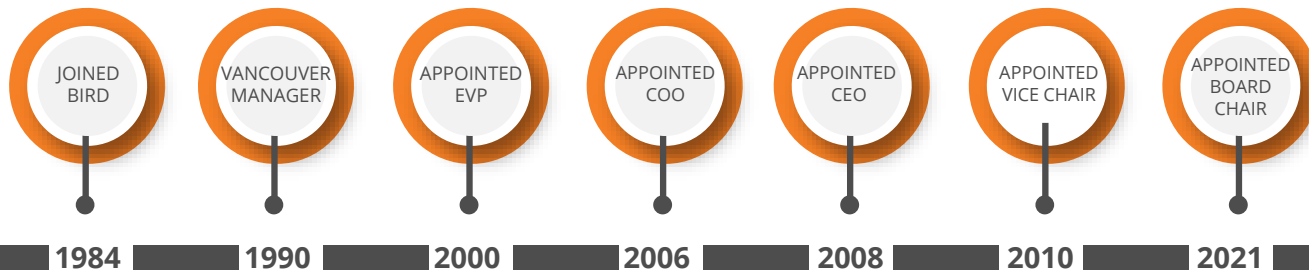 JOINED
BIRD
VANCOUVER
MANAGER
APPOINTED
EVP
APPOINTED
COO
APPOINTED
CEO
APPOINTED
VICE CHAIR
APPOINTED
BOARD
CHAIR
1984
1990
2000
2006
2008
2010
2021